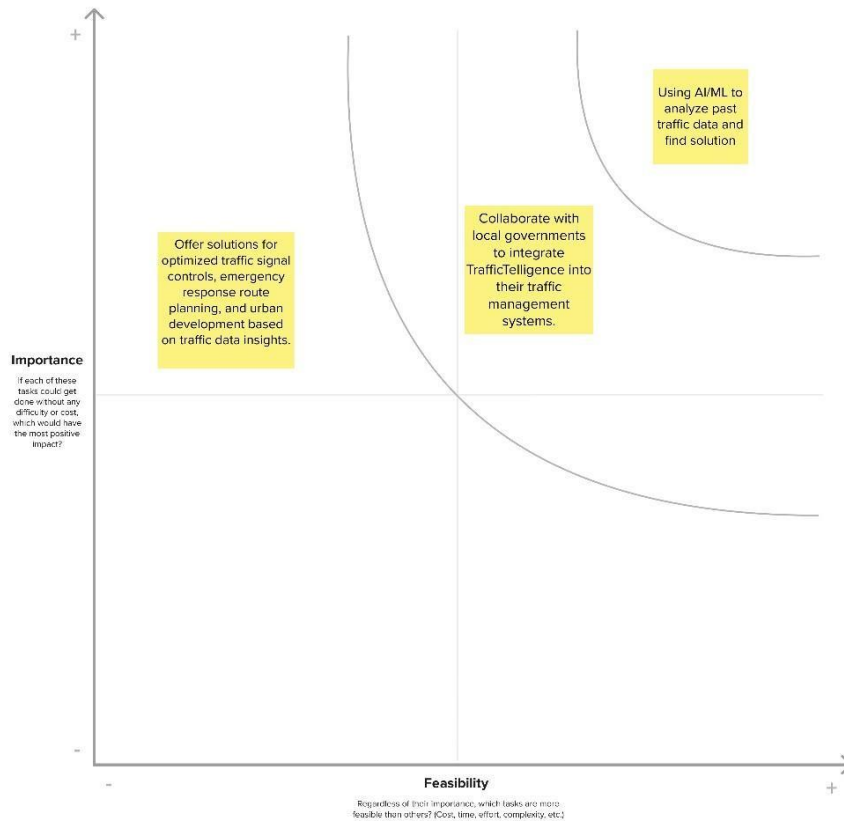 +
Using AI/ML to
analyze past
traffic data and
find solution
Collaborate with
local governments
to integrate
TrafficTelligence into
their traffic
management
systems.
Offer solutions for
optimized traffic signal
controls, emergency
response route
planning, and urban
development based
on traffic data insights.
Importance
If each of these
tasks could get
done without any
difficulty or cost,
which would have
the most positive
impact?
-
-
Feasibility
+
Regardless of their importance, which tasks are more
feasible than others? (Cost, time, effort, complexity, etc.)